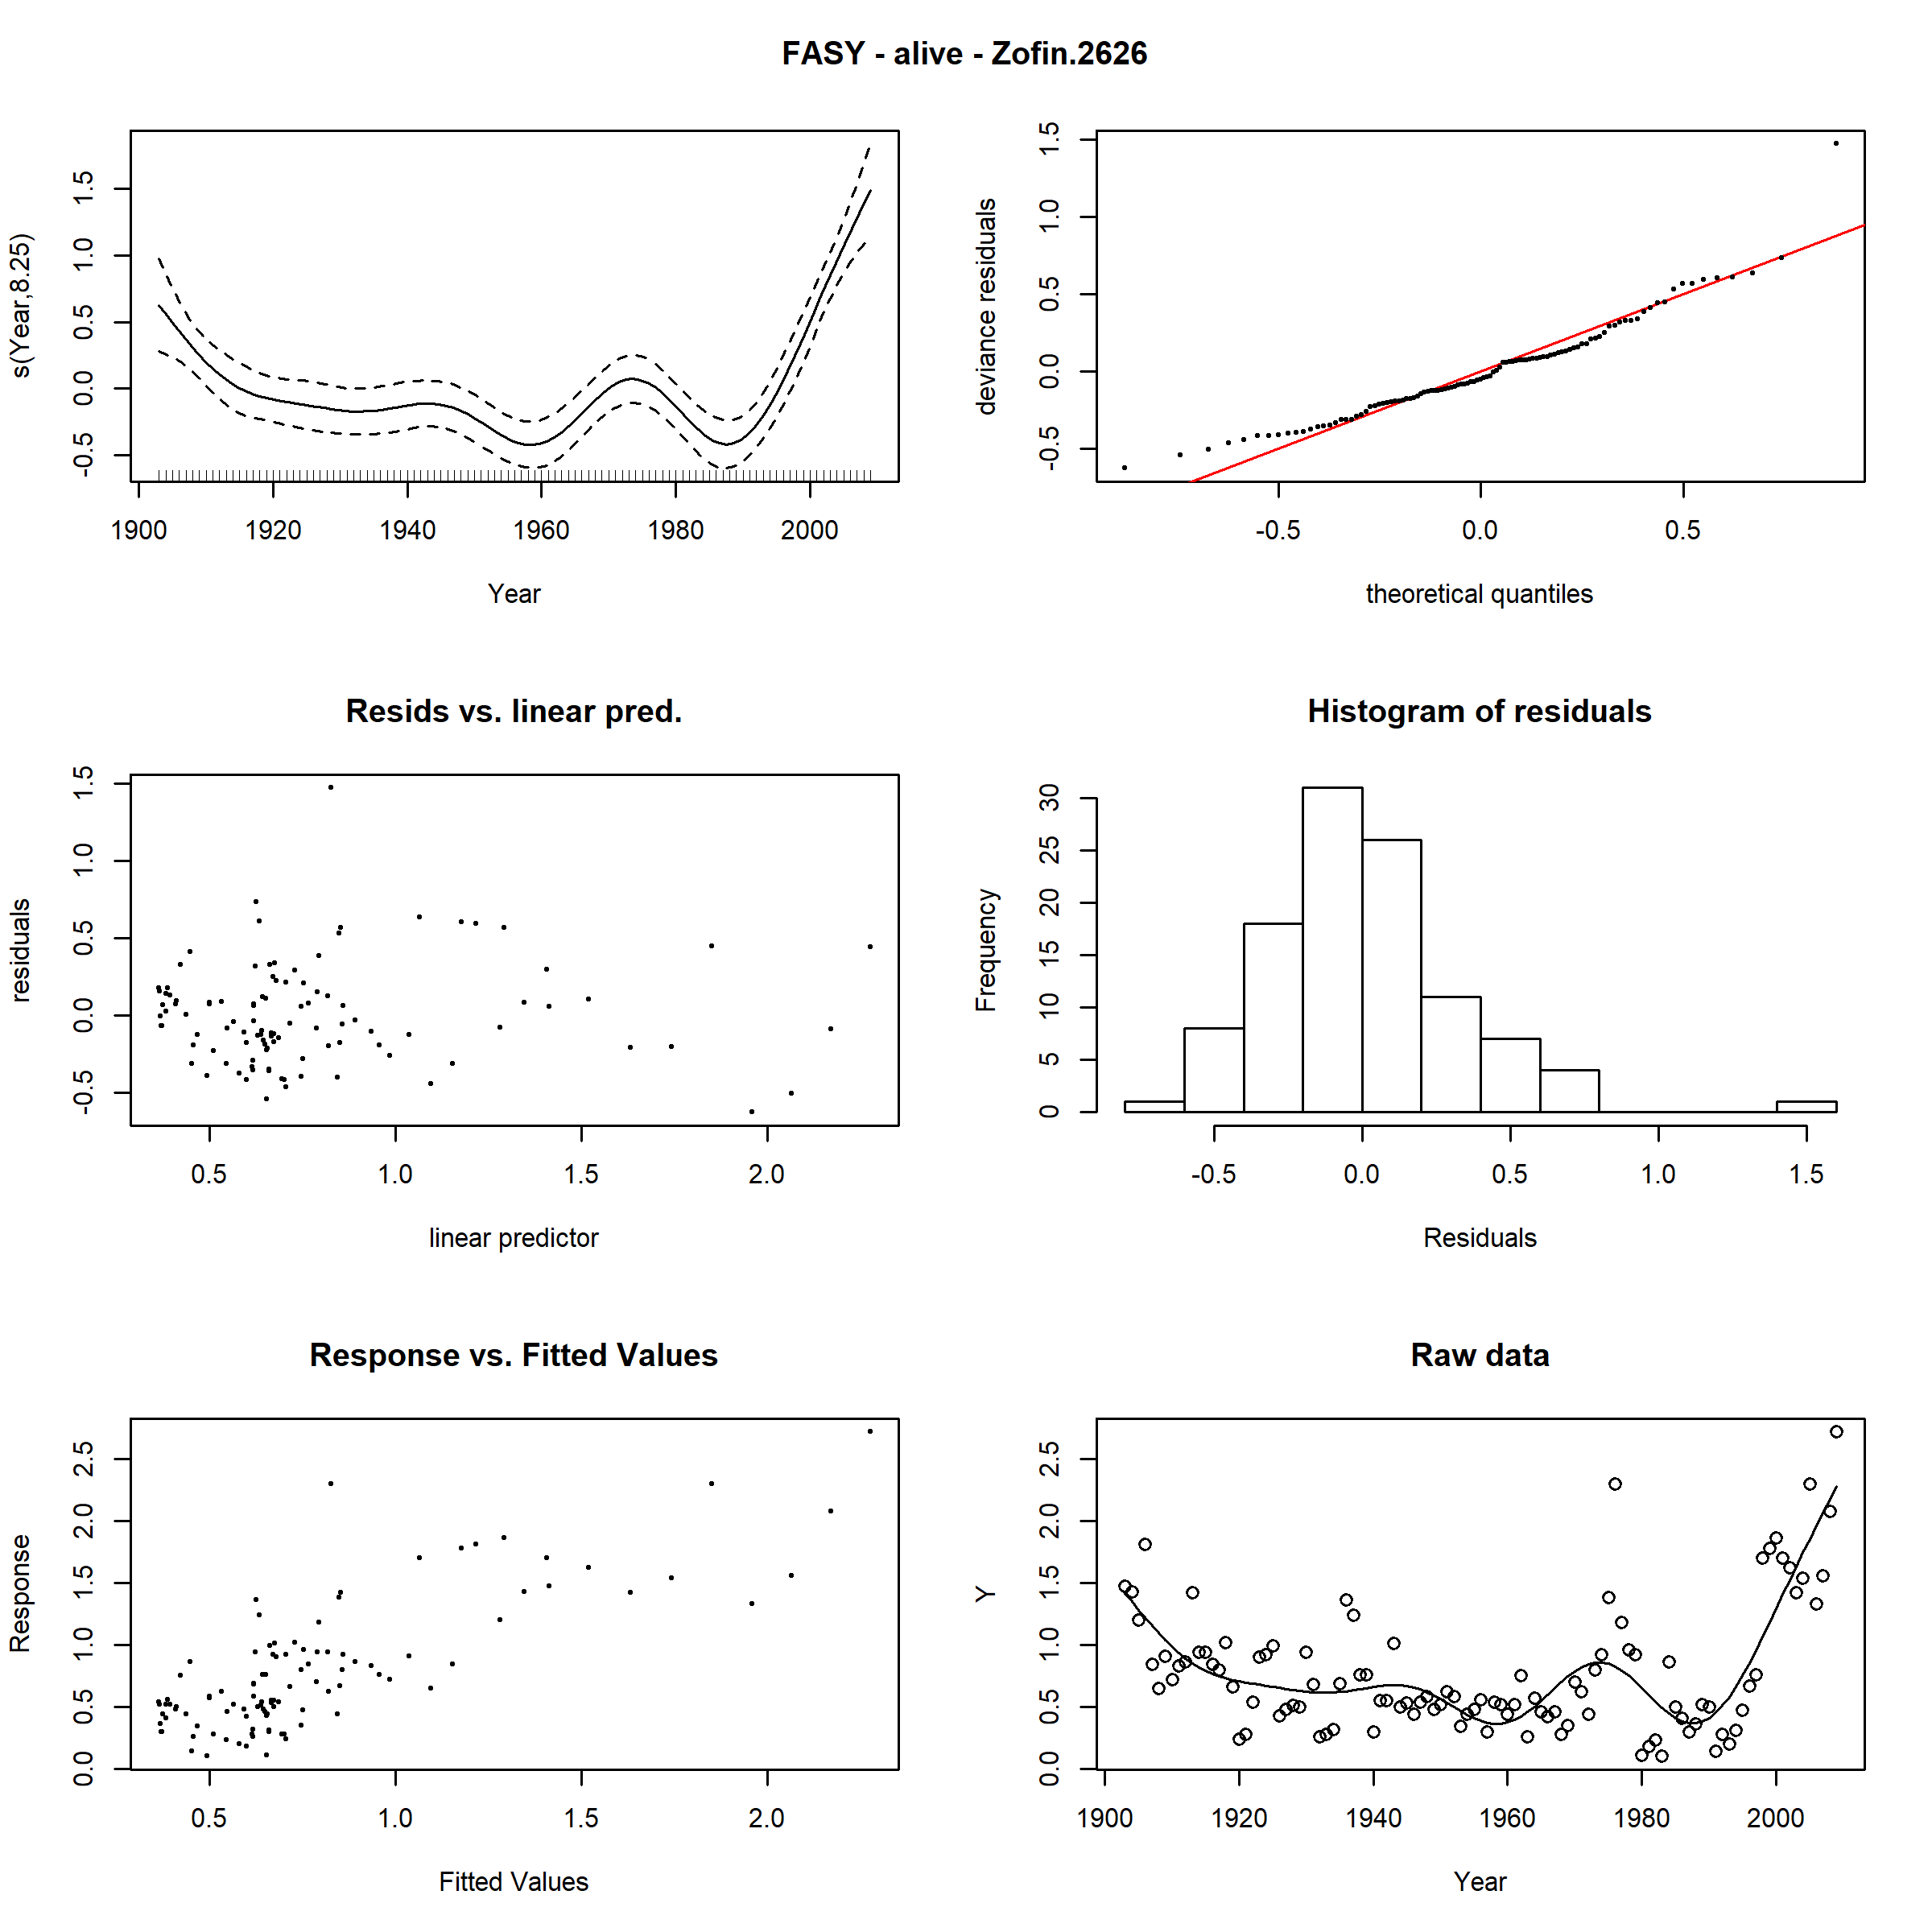 FASY - alive - Zofin.2626
s(Year,8.25)
-0.5 0.0 0.5 1.0 1.5
1900 1920 1940 1960 1980 2000
Year
deviance residuals
-0.5 0.0 0.5 1.0 1.5
-0.5 0.0 0.5
theoretical quantiles
Resids vs. linear pred.
residuals
-0.5 0.0 0.5 1.0 1.5
0.5 1.0 1.5 2.0
linear predictor
Histogram of residuals
Frequency
0 5 10 15 20 25 30
-0.5 0.0 0.5 1.0 1.5
Residuals
Response vs. Fitted Values
Response
0.0 0.5 1.0 1.5 2.0 2.5
0.5 1.0 1.5 2.0
Fitted Values
Raw data
Y
0.0 0.5 1.0 1.5 2.0 2.5
1900 1920 1940 1960 1980 2000
Year